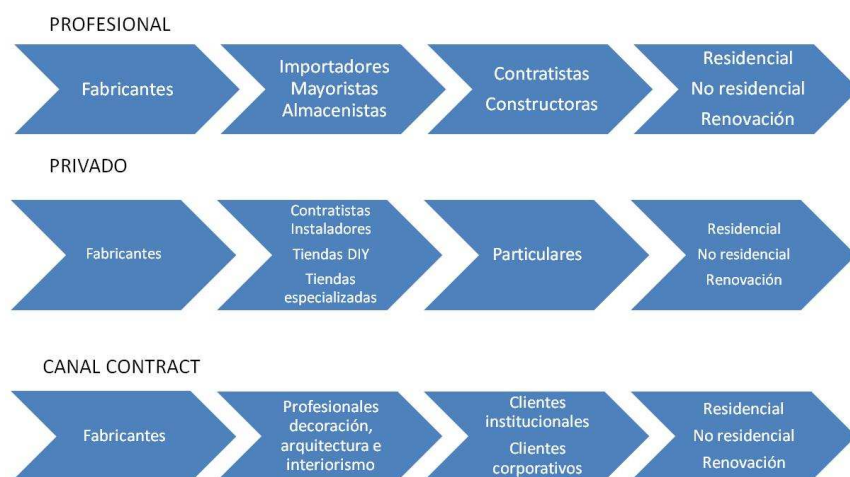 PROFESIONAL
Fabricantes
Importadores
Mayoristas
Almacenistas
Contratistas
Constructoras
Residencial
No residencial
Renovación
PRIVADO
Fabricantes
Contratistas
Instaladores
Tiendas DIY
Tiendas
especializadas
Particulares
Residencial
No residencial
Renovación
CANAL CONTRACT
Fabricantes
Profesionales
decoración,
arquitectura e
interiorismo
Clientes
institucionales
Clientes
corporativos
Residencial
No residencial
Renovación